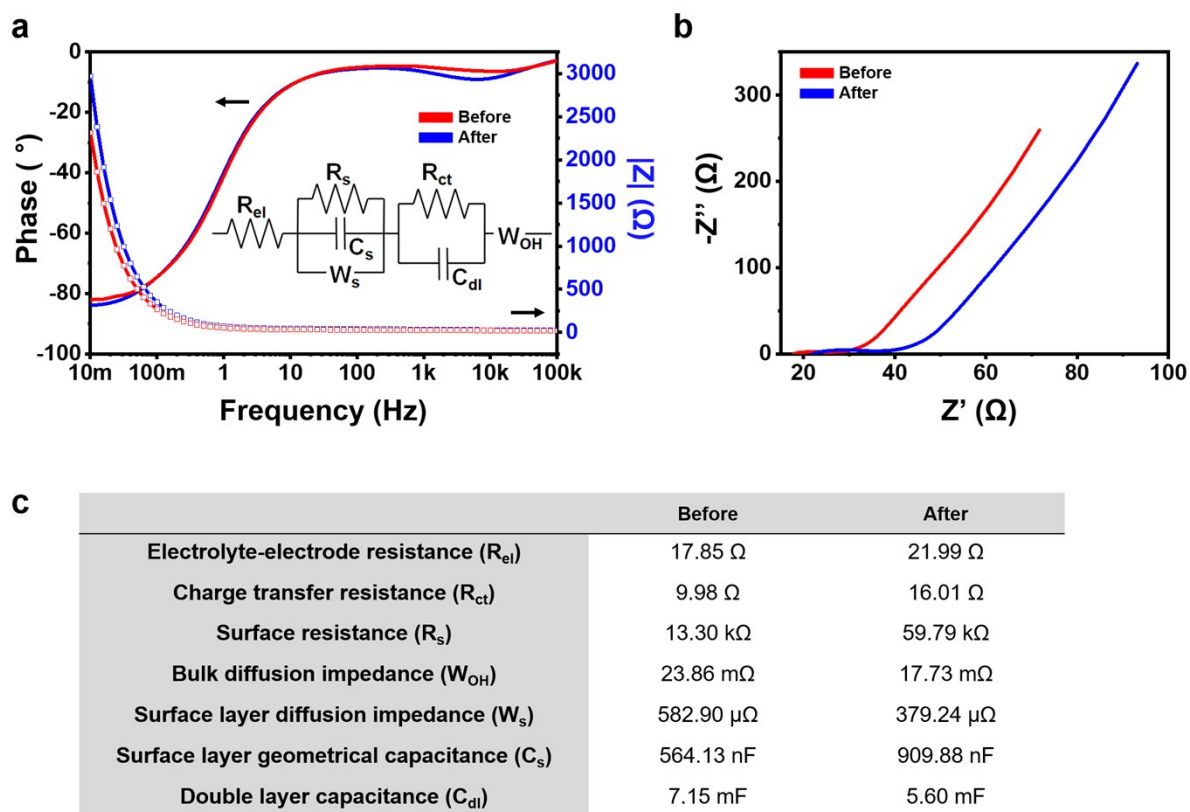 a
0
-20
-40
-60
-80
-100
Phase ( °)
10m 100m 1 10 100 1k 10k 100k
Frequency (Hz)
3000
2500
2000
1500
1000
500
0
|Z| (Ω)
Before
After
Rel
Rs
Cs
Ws
Rct
Cdl
WOH
b
300
200
100
0
-Z'' (Ω)
20 40 60 80 100
Z’ (Ω)
Before
After
c
Before After
Electrolyte-electrode resistance (Rel) 17.85 Ω 21.99 Ω
Charge transfer resistance (Rct) 9.98 Ω 16.01 Ω
Surface resistance (Rs) 13.30 kΩ 59.79 kΩ
Bulk diffusion impedance (WOH) 23.86 mΩ 17.73 mΩ
Surface layer diffusion impedance (Ws) 582.90 µΩ 379.24 µΩ
Surface layer geometrical capacitance (Cs) 564.13 nF 909.88 nF
Double layer capacitance (Cdl) 7.15 mF 5.60 mF